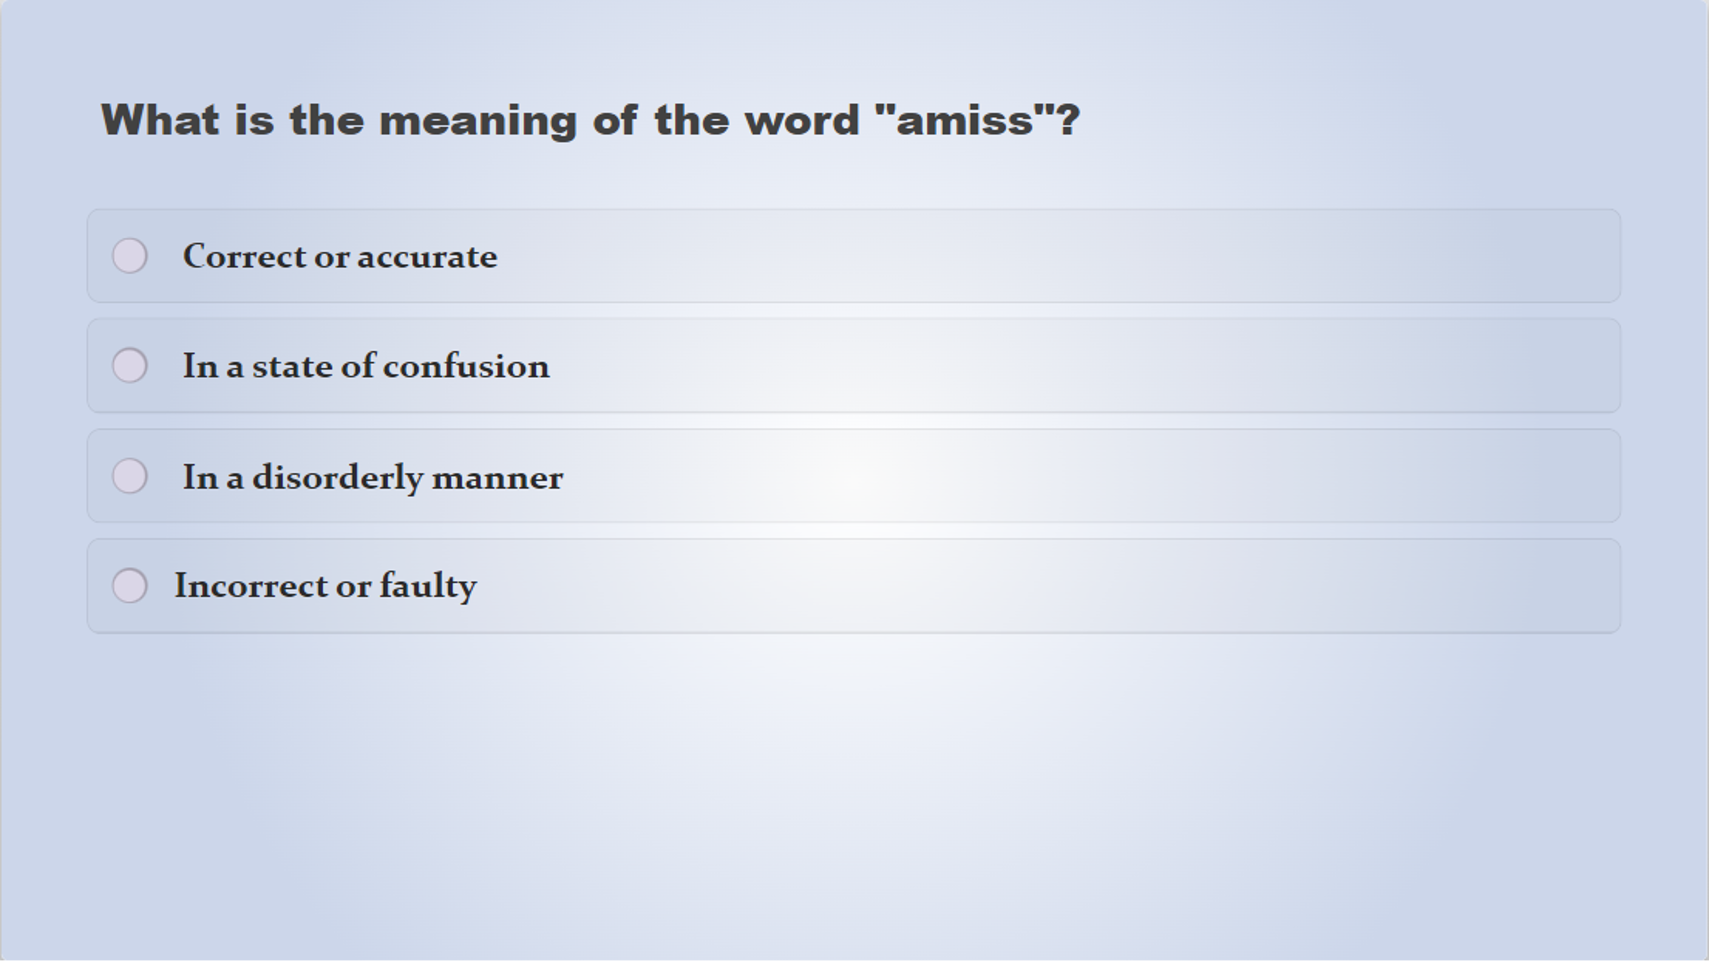 What is the meaning of the word "amiss"?
Correct or accurate
In a state of confusion
In a disorderly manner
Incorrect or faulty